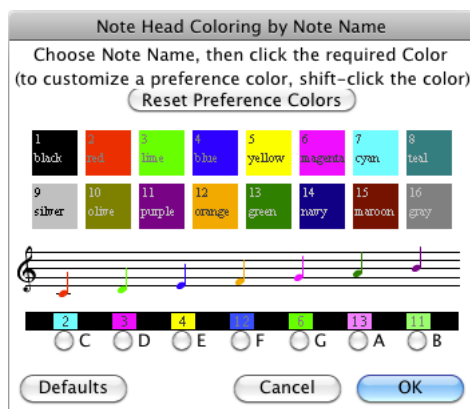 Note Head Coloring by Note Name
Choose Note Name, then click the required Color
(to customize a preference color, shift-click the color)
Reset Preference Colors
1 2 3 4 5 6 7 8
black red lime blue yellow magenta cyan teal
9 10 11 12 13 14 15 16
silver olive purple orange green navy maroon gray
2 3 4 12 6 13 11
C D E F G A B
Defaults Cancel OK